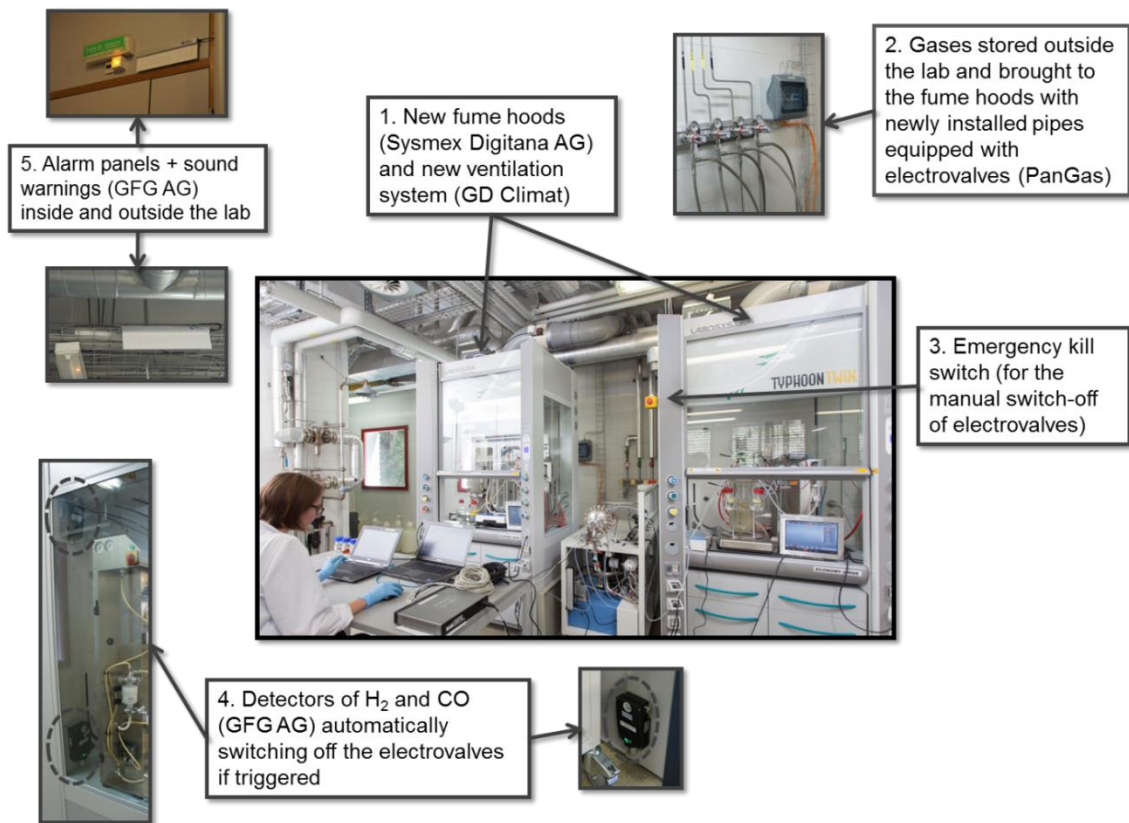 1. New fume hoods
(Sysmex Digitana AG)
and new ventilation
system (GD Climat)
2. Gases stored outside
the lab and brought to
the fume hoods with
newly installed pipes
equipped with
electrovalves (PanGas)
5. Alarm panels + sound
warnings (GFG AG)
inside and outside the lab
3. Emergency kill
switch (for the
manual switch-off
of electrovalves)
TYPHOONTWIN
4. Detectors of H₂ and CO
(GFG AG) automatically
switching off the
electrovalves
if triggered